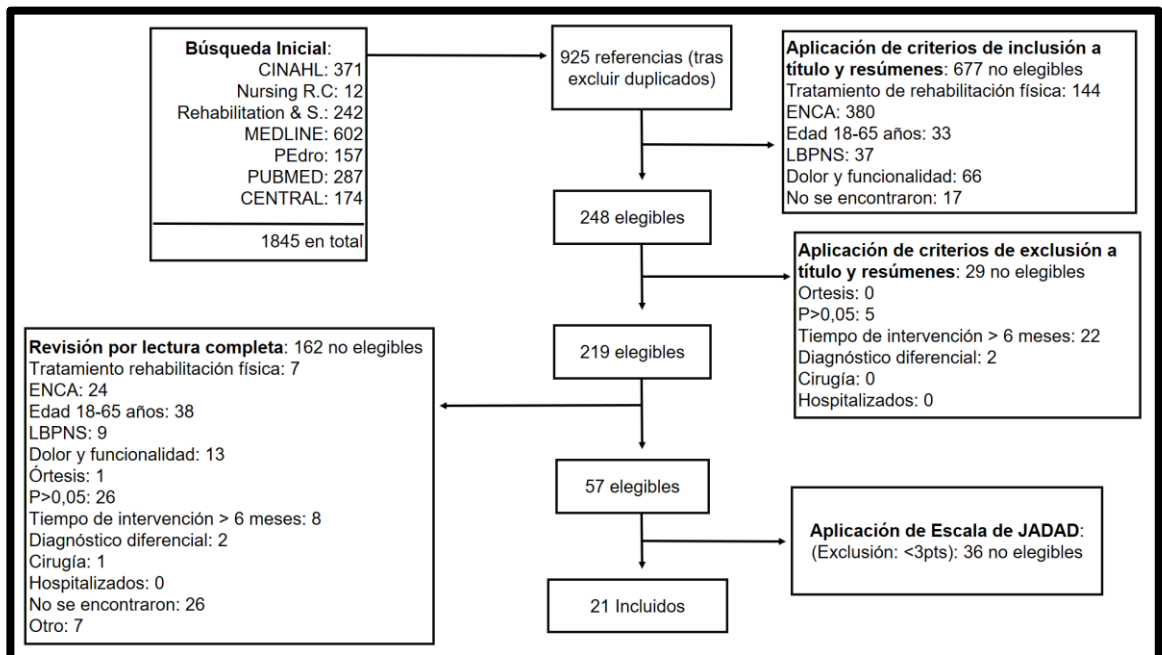 Búsqueda Inicial:
CINAHL: 371
Nursing R.C: 12
Rehabilitation & S.: 242
MEDLINE: 602
PEdro: 157
PUBMED: 287
CENTRAL: 174
1845 en total
925 referencias (tras
excluir duplicados)
Aplicación de criterios de inclusión a
título y resúmenes: 677 no elegibles
Tratamiento de rehabilitación física: 144
ENCA: 380
Edad 18-65 años: 33
LBPNS: 37
Dolor y funcionalidad: 66
No se encontraron: 17
248 elegibles
Aplicación de criterios de exclusión a
título y resúmenes: 29 no elegibles
Ortesis: 0
P>0,05: 5
Tiempo de intervención > 6 meses: 22
Diagnóstico diferencial: 2
Cirugía: 0
Hospitalizados: 0
219 elegibles
Revisión por lectura completa: 162 no elegibles
Tratamiento rehabilitación física: 7
ENCA: 24
Edad 18-65 años: 38
LBPNS: 9
Dolor y funcionalidad: 13
Órtesis: 1
P>0,05: 26
Tiempo de intervención > 6 meses: 8
Diagnóstico diferencial: 2
Cirugía: 1
Hospitalizados: 0
No se encontraron: 26
Otro: 7
57 elegibles
Aplicación de Escala de JADAD:
(Exclusión: <3pts): 36 no elegibles
21 Incluidos